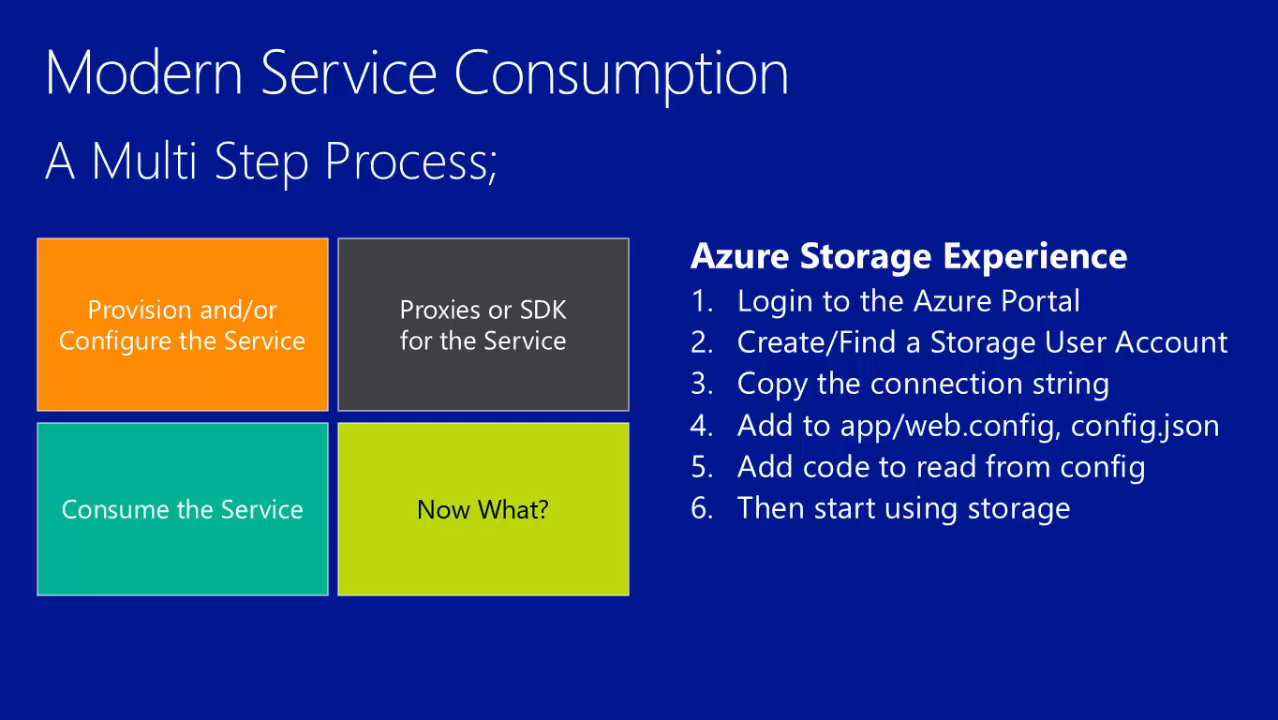 Modern Service Consumption
A Multi Step Process;
Provision and/or
Configure the Service
Proxies or SDK
for the Service
Consume the Service
Now What?
Azure Storage Experience
1. Login to the Azure Portal
2. Create/Find a Storage User Account
3. Copy the connection string
4. Add to app/web.config, config.json
5. Add code to read from config
6. Then start using storage